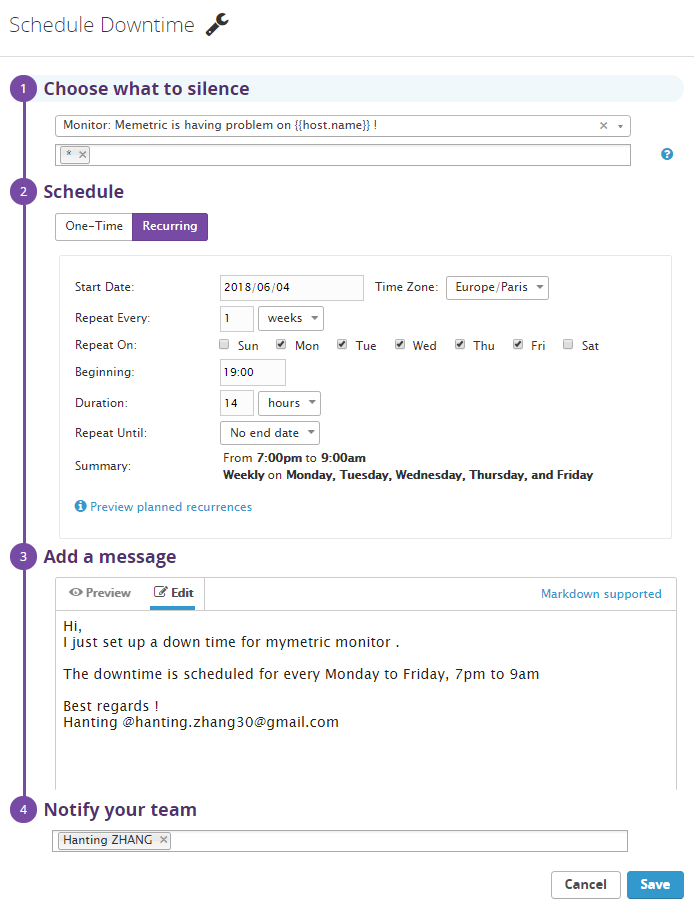 Schedule Downtime
1 Choose what to silence
Monitor: Memetric is having problem on {{host.name}} ! ×
* ×
?
2 Schedule
One-Time Recurring
Start Date: 2018/06/04 Time Zone: Europe/Paris
Repeat Every: 1 weeks
Repeat On: Sun Mon Tue Wed Thu Fri Sat
Beginning: 19:00
Duration: 14 hours
Repeat Until: No end date
Summary: From 7:00pm to 9:00am
Weekly on Monday, Tuesday, Wednesday, Thursday, and Friday
Preview planned recurrences
3 Add a message
Preview Edit Markdown supported
Hi,
I just set up a down time for mymetric monitor .
The downtime is scheduled for every Monday to Friday, 7pm to 9am
Best regards !
Hanting @hanting.zhang30@gmail.com
4 Notify your team
Hanting ZHANG ×
Cancel Save